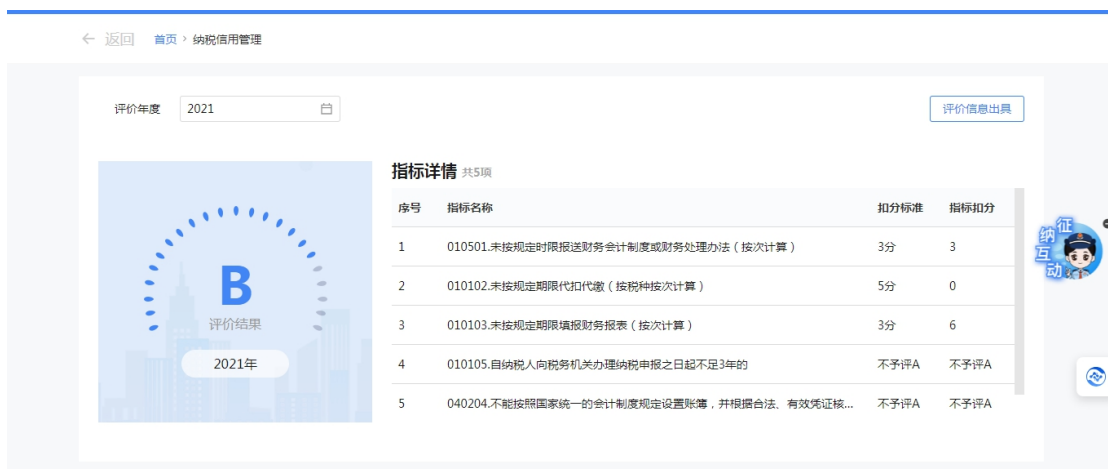 ← 返回 首页 > 纳税信用管理
评价年度 2021 评价信息出具
指标详情 共5项
序号 指标名称 扣分标准 指标扣分
1 010501.未按规定时限报送财务会计制度或财务处理办法（按次计算） 3分 3
2 010102.未按规定期限代扣代缴（按税种按次计算） 5分 0
3 010103.未按规定期限填报财务报表（按次计算） 3分 6
4 010105.自纳税人向税务机关办理纳税申报之日起不足3年的 不予评A 不予评A
5 040204.不能按照国家统一的会计制度规定设置账簿，并根据合法、有效凭证核... 不予评A 不予评A
B
评价结果
2021年
征纳互动